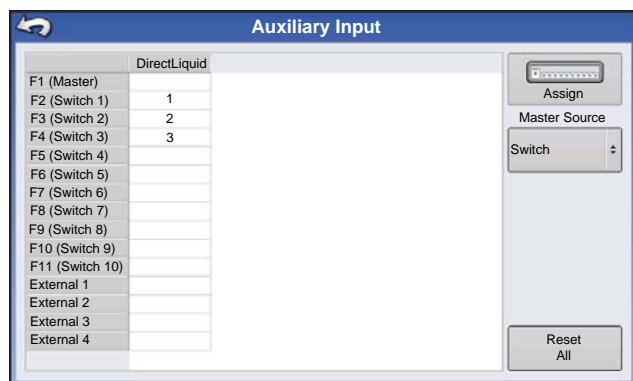 Auxiliary Input
DirectLiquid
F1 (Master)
F2 (Switch 1) 1
F3 (Switch 2) 2
F4 (Switch 3) 3
F5 (Switch 4)
F6 (Switch 5)
F7 (Switch 6)
F8 (Switch 7)
F9 (Switch 8)
F10 (Switch 9)
F11 (Switch 10)
External 1
External 2
External 3
External 4
Assign
Master Source
Switch
Reset
All